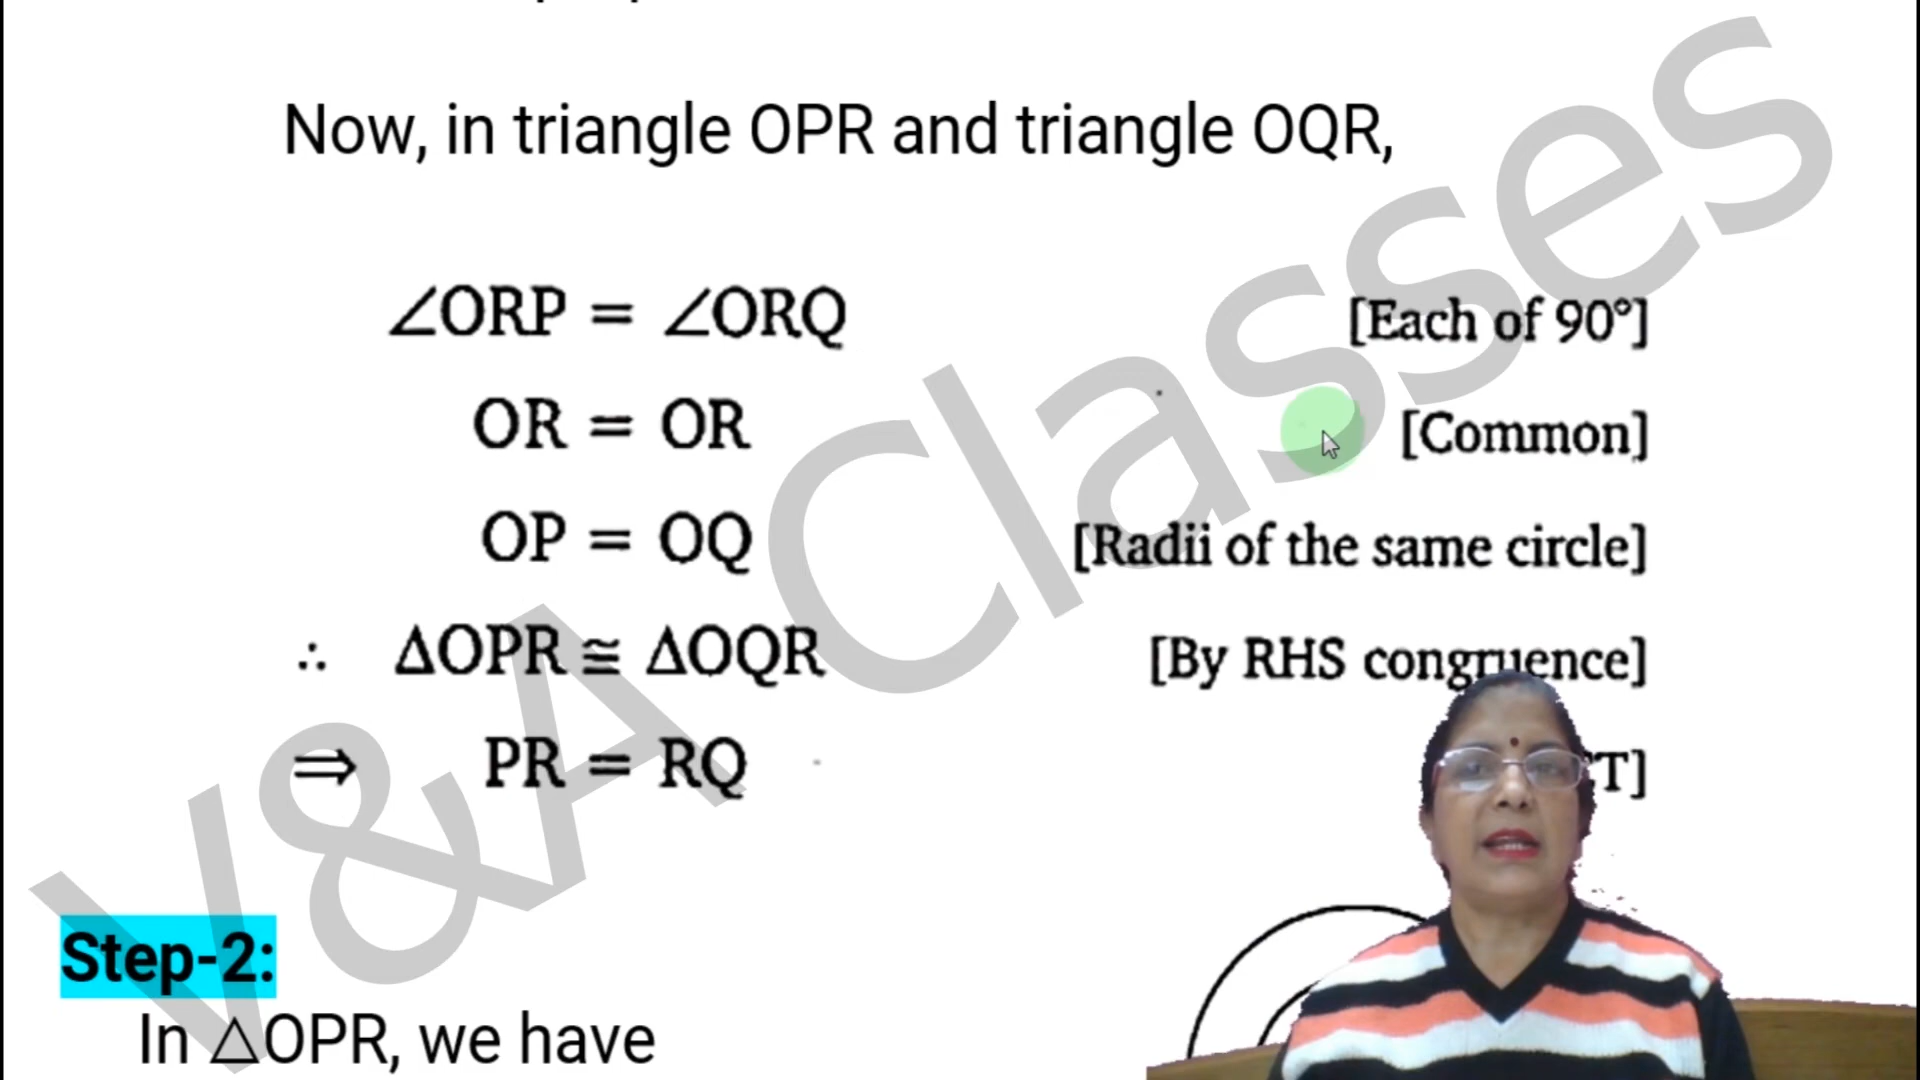 Now, in triangle OPR and triangle OQR,
∠ORP = ∠ORQ [Each of 90°]
OR = OR [Common]
OP = OQ [Radii of the same circle]
∴ ΔOPR ≅ ΔOQR [By RHS congruence]
⇒ PR = RQ T]
Step-2:
In △OPR, we have
V&A Classes